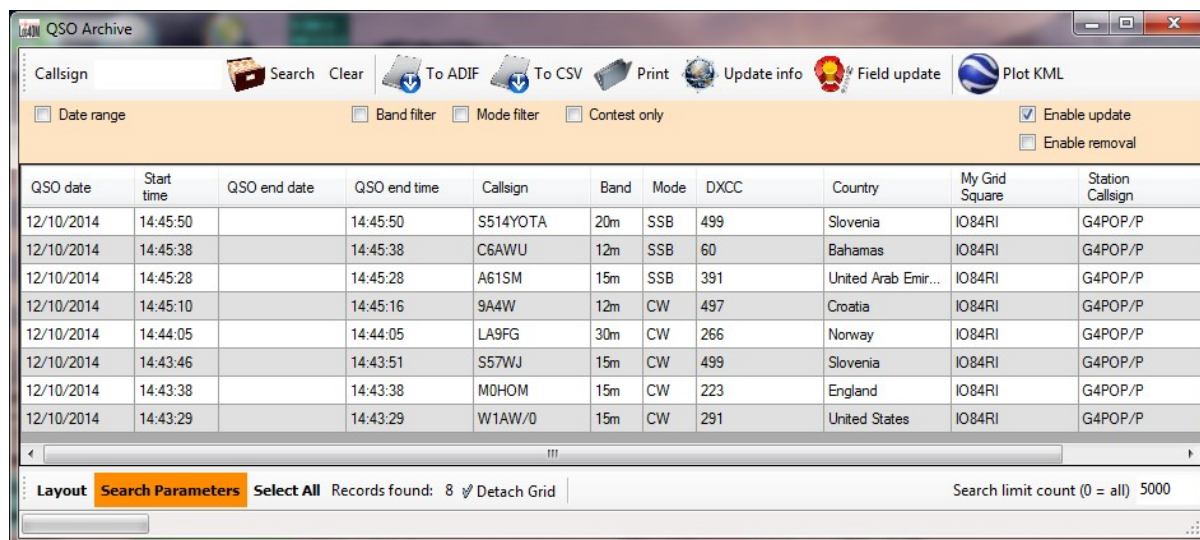 QSO Archive
Callsign Search Clear To ADIF To CSV Print Update info Field update Plot KML
Date range Band filter Mode filter Contest only Enable update
Enable removal
QSO date Start time QSO end date QSO end time Callsign Band Mode DXCC Country My Grid Square Station Callsign
12/10/2014 14:45:50 14:45:50 S514YOTA 20m SSB 499 Slovenia IO84RI G4POP/P
12/10/2014 14:45:38 14:45:38 C6AWU 12m SSB 60 Bahamas IO84RI G4POP/P
12/10/2014 14:45:28 14:45:28 A61SM 15m SSB 391 United Arab Emir... IO84RI G4POP/P
12/10/2014 14:45:10 14:45:16 9A4W 12m CW 497 Croatia IO84RI G4POP/P
12/10/2014 14:44:05 14:44:05 LA9FG 30m CW 266 Norway IO84RI G4POP/P
12/10/2014 14:43:46 14:43:51 S57WJ 15m CW 499 Slovenia IO84RI G4POP/P
12/10/2014 14:43:38 14:43:38 M0HOM 15m CW 223 England IO84RI G4POP/P
12/10/2014 14:43:29 14:43:29 W1AW/0 15m CW 291 United States IO84RI G4POP/P
Layout Search Parameters Select All Records found: 8 Detach Grid Search limit count (0 = all) 5000